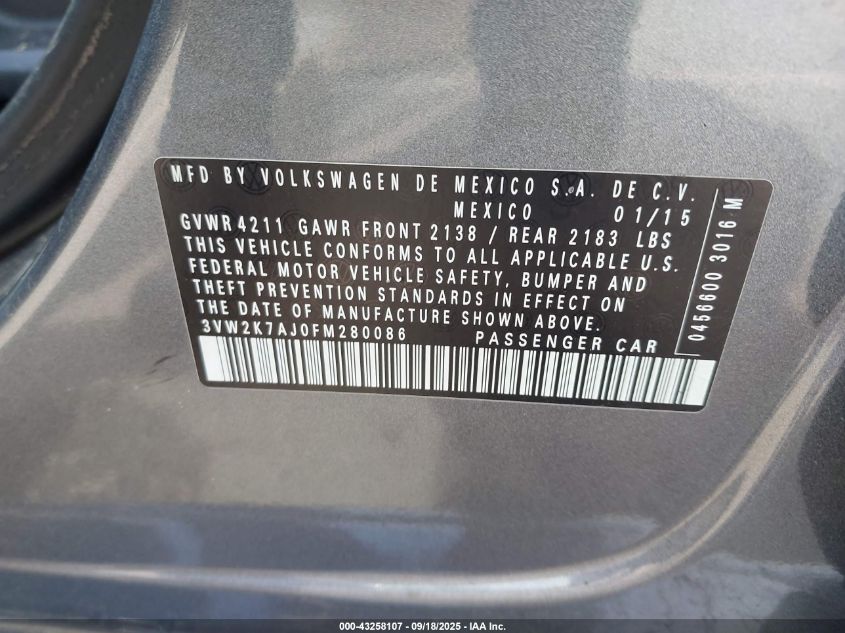 MFD BY VOLKSWAGEN DE MEXICO S.A. DE C.V.
MEXICO 01/15
GVWR 4211 GAWR FRONT 2138 / REAR 2183 LBS
THIS VEHICLE CONFORMS TO ALL APPLICABLE U.S.
FEDERAL MOTOR VEHICLE SAFETY, BUMPER AND
THEFT PREVENTION STANDARDS IN EFFECT ON
THE DATE OF MANUFACTURE SHOWN ABOVE.
3VW2K7AJ0FM280086 PASSENGER CAR
0456600 3016 M
000-43258107 - 09/18/2025 - IAA Inc.